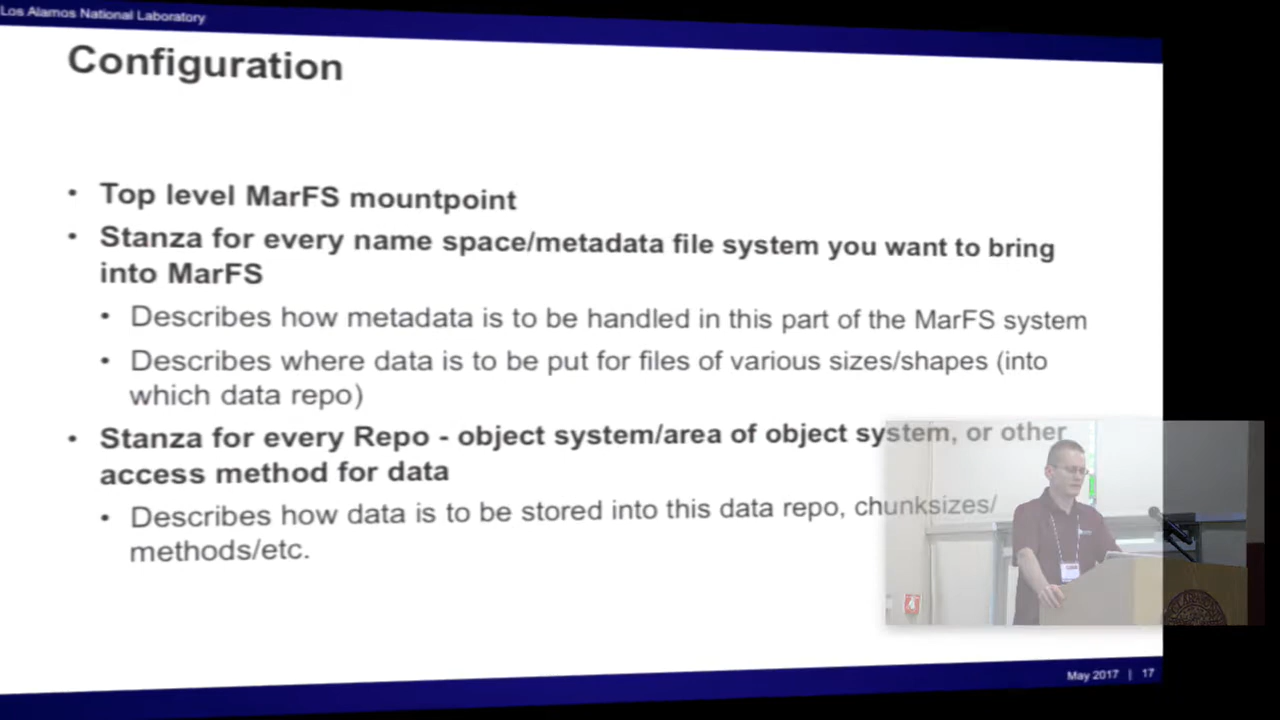 Los Alamos National Laboratory
Configuration
• Top level MarFS mountpoint
• Stanza for every name space/metadata file system you want to bring
into MarFS
• Describes how metadata is to be handled in this part of the MarFS system
• Describes where data is to be put for files of various sizes/shapes (into
which data repo)
• Stanza for every Repo - object system/area of object system, or other
access method for data
• Describes how data is to be stored into this data repo, chunksizes/
methods/etc.
May 2017 | 17